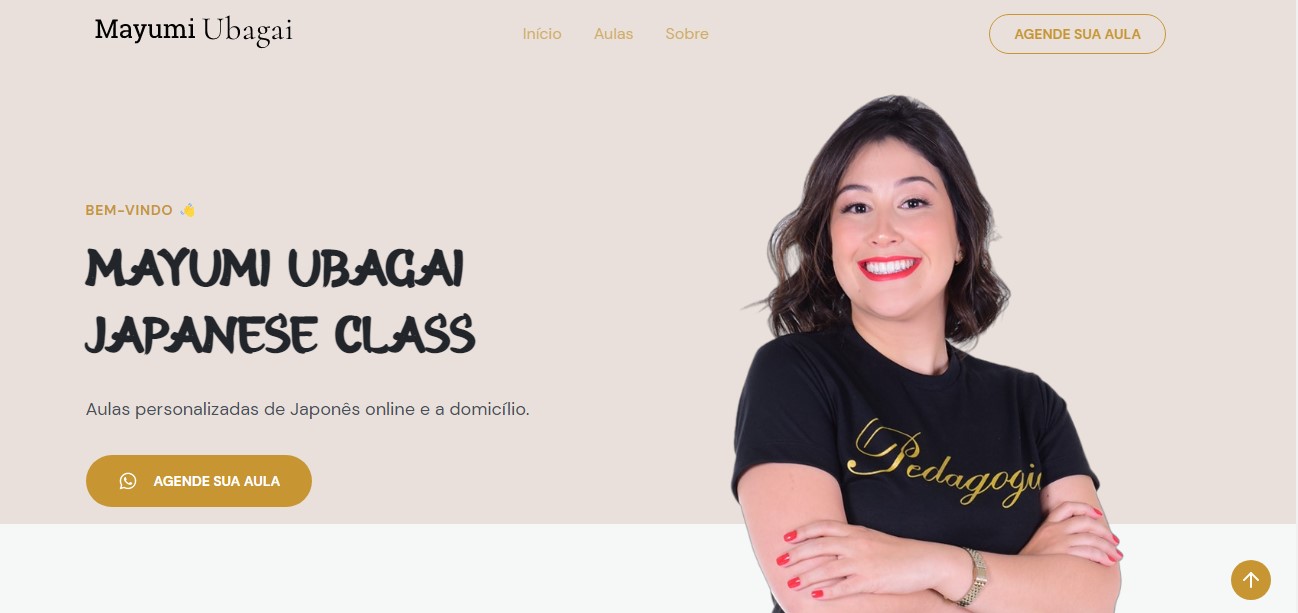 Mayumi Ubagai
Início
Aulas
Sobre
AGENDE SUA AULA
BEM-VINDO 👋
MAYUMI UBAGAI
JAPANESE CLASS
Aulas personalizadas de Japonês online e a domicílio.
AGENDE SUA AULA
Pedagogia